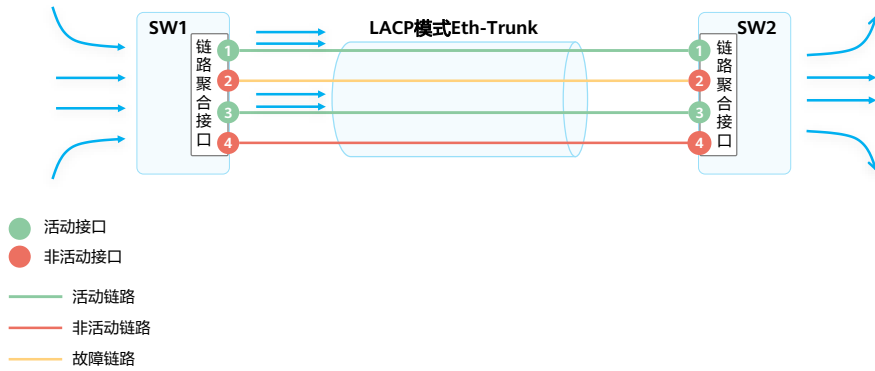 SW1
LACP模式Eth-Trunk
SW2
链路聚合接口
1
2
3
4
1
2
3
4
链路聚合接口
活动接口
非活动接口
活动链路
非活动链路
故障链路